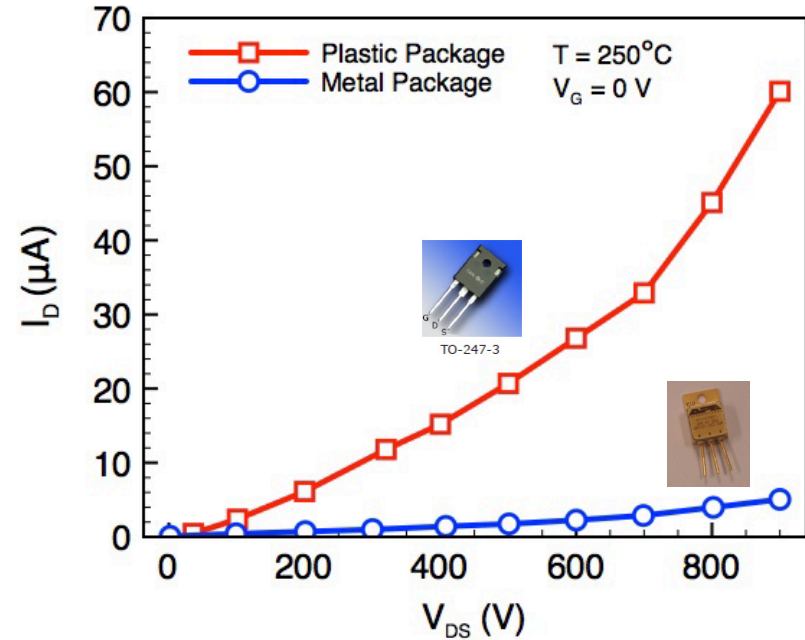 70
60
50
40
30
20
10
0
I_D (μA)
Plastic Package
Metal Package
T = 250°C
V_G = 0 V
G
D
S
TO-247-3
0
200
400
600
800
V_DS (V)